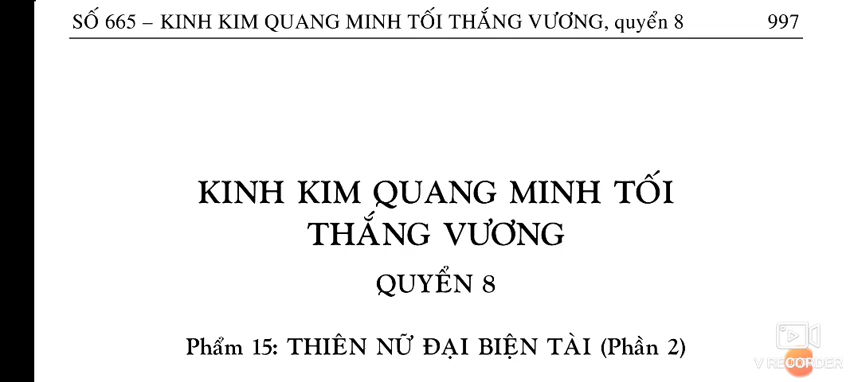 SỐ 665 – KINH KIM QUANG MINH TỐI THẮNG VƯƠNG, quyển 8 997
KINH KIM QUANG MINH TỐI
THẮNG VƯƠNG
QUYỂN 8
Phẩm 15: THIÊN NỮ ĐẠI BIỆN TÀI (Phần 2)
V RECORDER